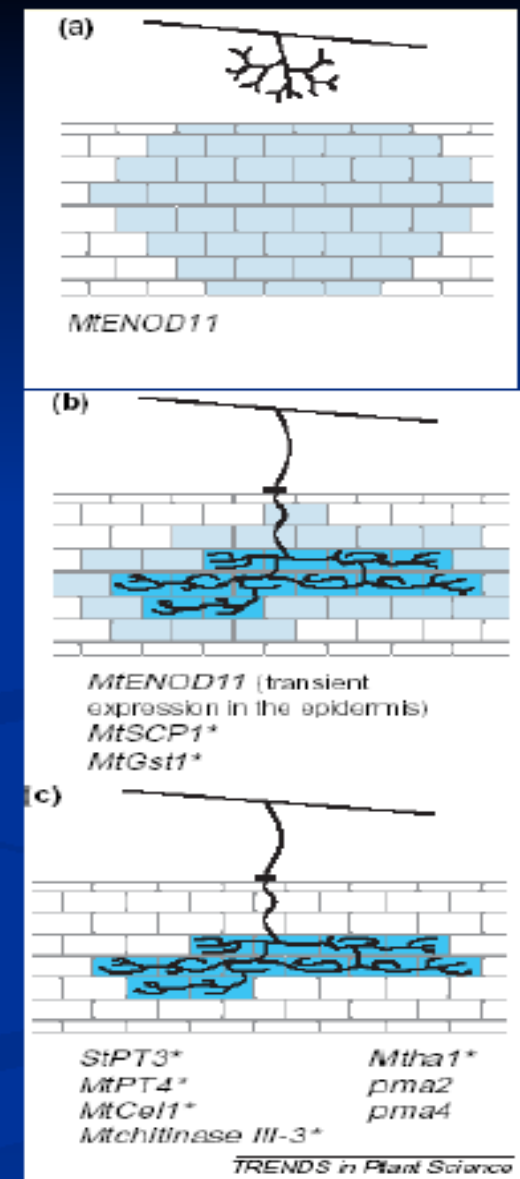 (a)
MtENOD11
(b)
MtENOD11 (transient
expression in the epidermis)
MtSCP1*
MtGst1*
(c)
StPT3* Mtha1*
MtPT4* pma2
MtCel1* pma4
Mtchitinase III-3*
TRENDS in Plant Science